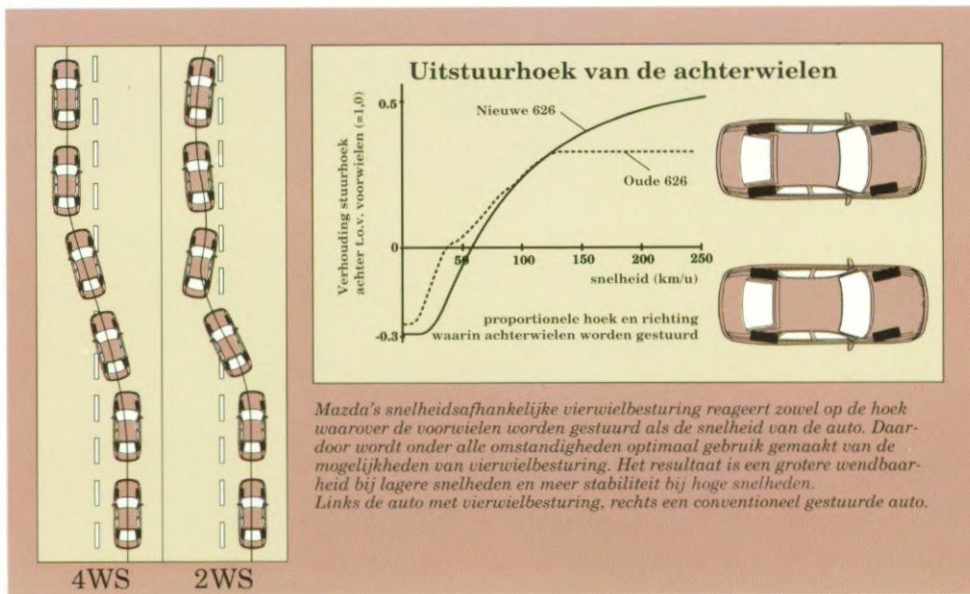 Uitstuurhoek van de achterwielen
Verhouding stuurhoek
achter t.o.v. voorwielen (=1,0)
0.5
0
-0.3
Nieuwe 626
Oude 626
50
100
150
200
250
snelheid (km/u)
proportionele hoek en richting
waarin achterwielen worden gestuurd
Mazda's snelheidsafhankelijke vierwielbesturing reageert zowel op de hoek
waarover de voorwielen worden gestuurd als de snelheid van de auto. Daar-
door wordt onder alle omstandigheden optimaal gebruik gemaakt van de
mogelijkheden van vierwielbesturing. Het resultaat is een grotere wendbaar-
heid bij lagere snelheden en meer stabiliteit bij hoge snelheden.
Links de auto met vierwielbesturing, rechts een conventioneel gestuurde auto.
4WS
2WS